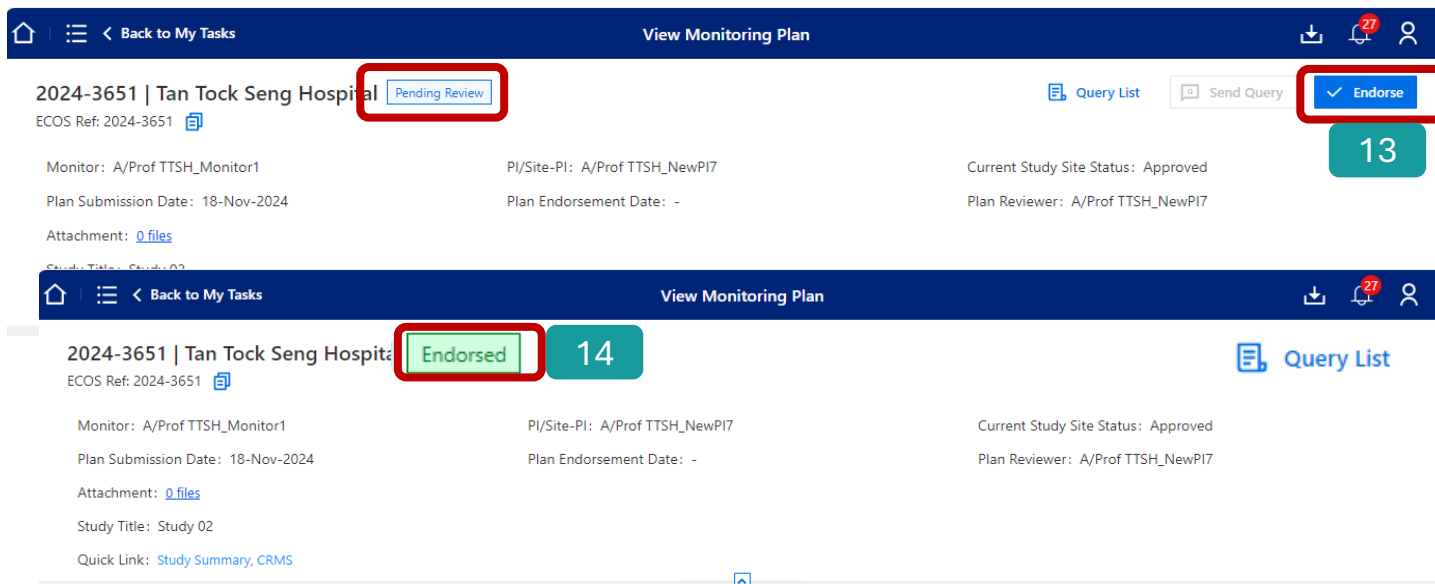 Back to My Tasks View Monitoring Plan 27
2024-3651 | Tan Tock Seng Hospital Pending Review Query List Send Query Endorse
ECOS Ref: 2024-3651 13
Monitor: A/Prof TTSH_Monitor1 PI/Site-PI: A/Prof TTSH_NewPI7 Current Study Site Status: Approved
Plan Submission Date: 18-Nov-2024 Plan Endorsement Date: - Plan Reviewer: A/Prof TTSH_NewPI7
Attachment: 0 files
Study Title: Study 02
Back to My Tasks View Monitoring Plan 27
2024-3651 | Tan Tock Seng Hospita Endorsed 14 Query List
ECOS Ref: 2024-3651
Monitor: A/Prof TTSH_Monitor1 PI/Site-PI: A/Prof TTSH_NewPI7 Current Study Site Status: Approved
Plan Submission Date: 18-Nov-2024 Plan Endorsement Date: - Plan Reviewer: A/Prof TTSH_NewPI7
Attachment: 0 files
Study Title: Study 02
Quick Link: Study Summary, CRMS